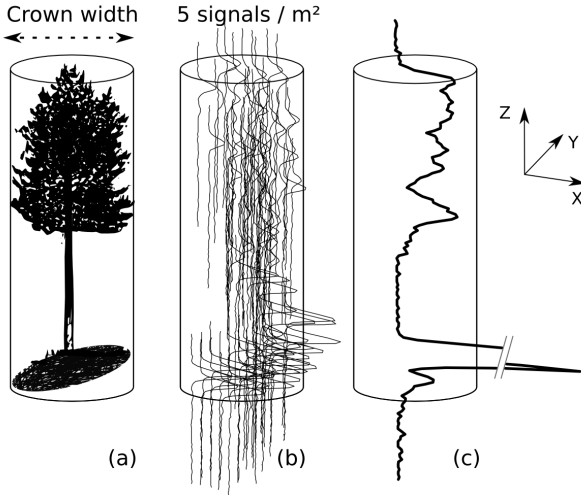 Crown width
5 signals / m²
Z
Y
X
(a)
(b)
(c)